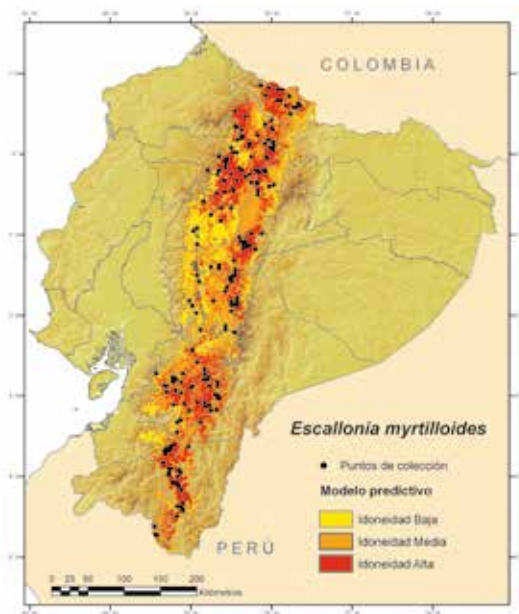 COLOMBIA
Escallonia myrtilloides
Puntos de colección
Modelo predictivo
Idoneidad Baja
Idoneidad Media
Idoneidad Alta
PERÚ
0 25 50 100 150 200
Kilómetros